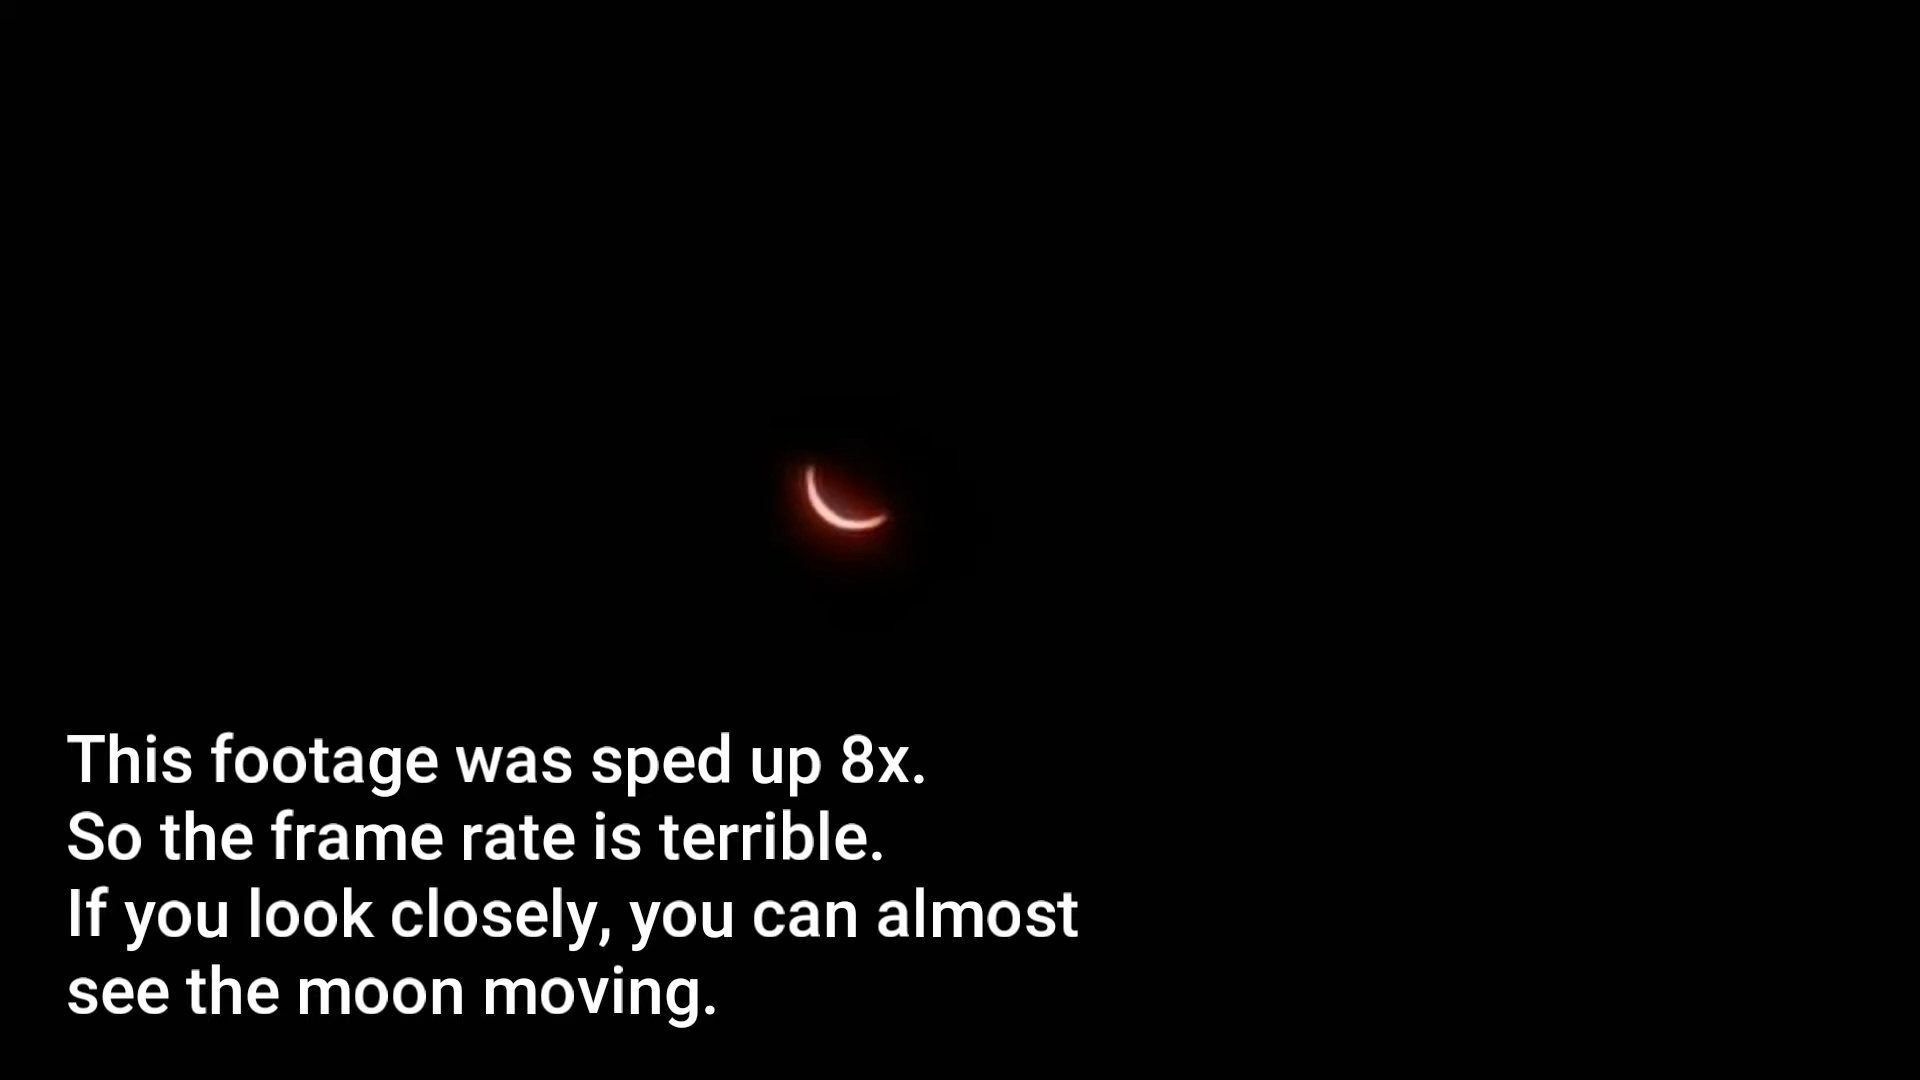 This footage was sped up 8x.
So the frame rate is terrible.
If you look closely, you can almost
see the moon moving.